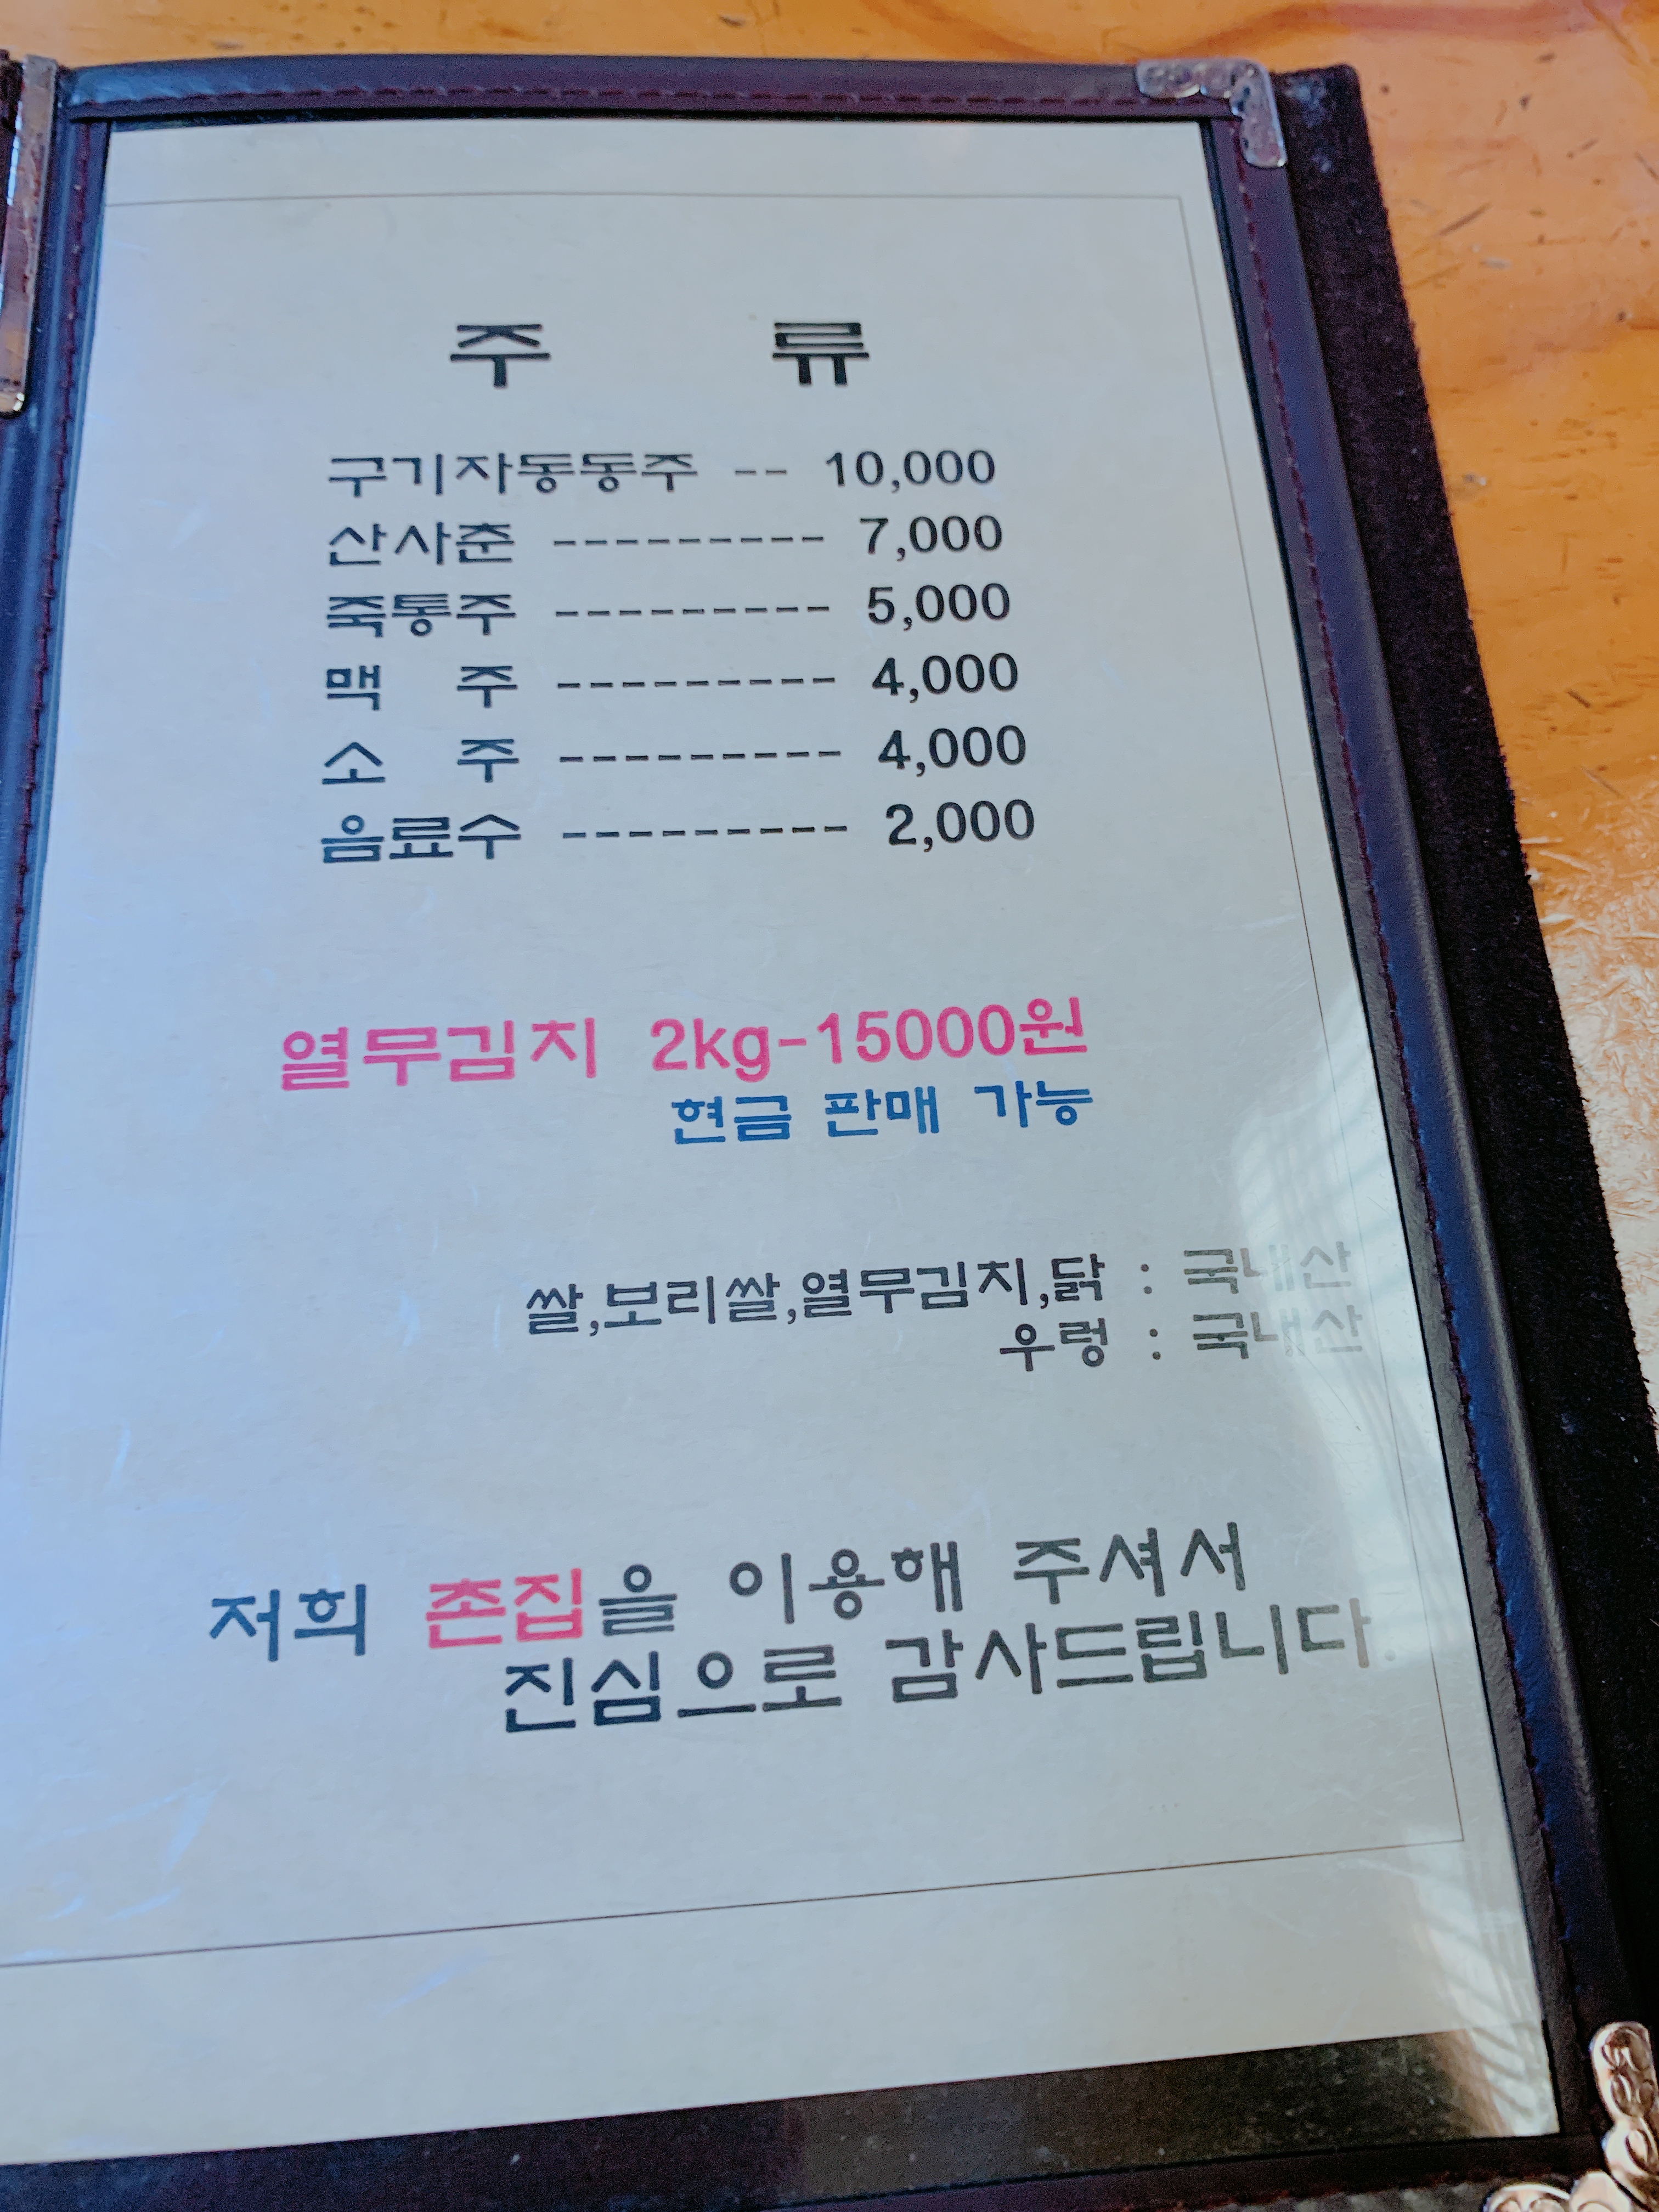 주 류
구기자동동주 -- 10,000
산사춘 --------- 7,000
죽통주 --------- 5,000
맥 주 --------- 4,000
소 주 --------- 4,000
음료수 --------- 2,000
열무김치 2kg-15000원
현금 판매 가능
쌀,보리쌀,열무김치,닭 : 국내산
우렁 : 국내산
저희 촌집을 이용해 주셔서
진심으로 감사드립니다.